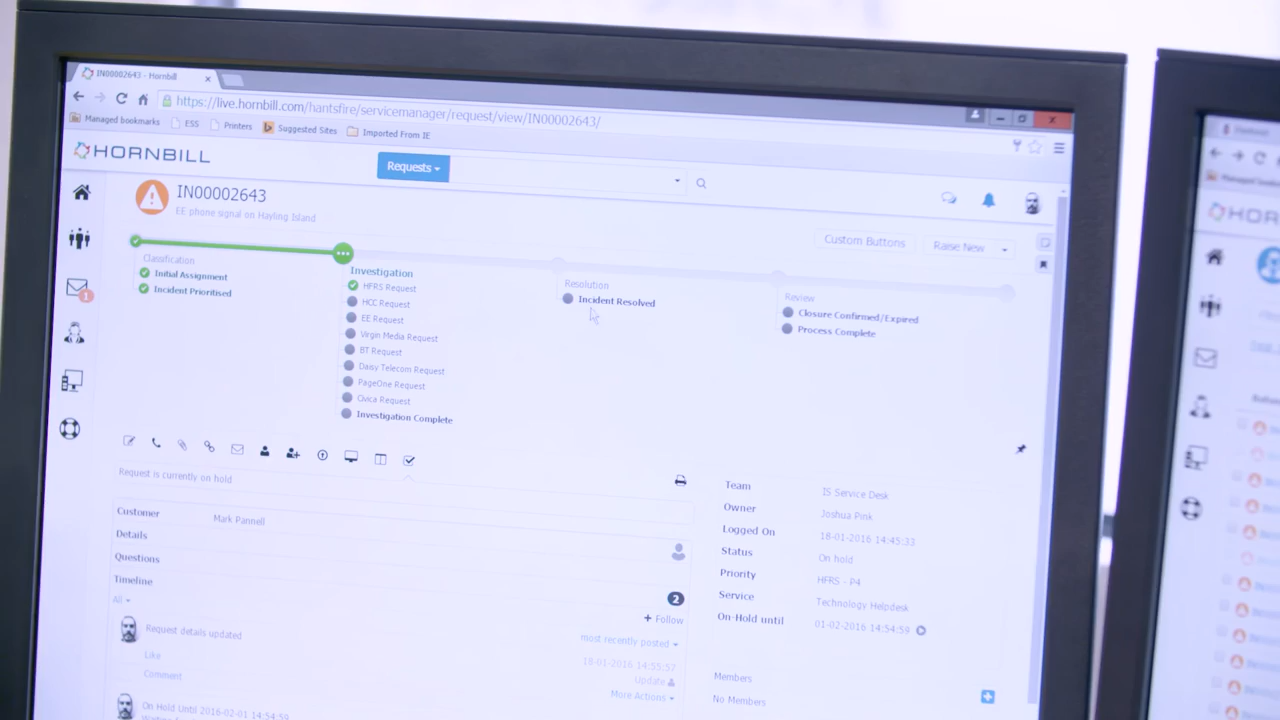 IN00002643 - Hornbill
https://live.hornbill.com/hantsfire/servicemanager/request/view/IN00002643/
Managed bookmarks ESS Printers Suggested Sites Imported From IE
HORNBILL
Requests
IN00002643
EE phone signal on Hayling Island
Custom Buttons
Raise New
Classification
Initial Assignment
Incident Prioritised
Investigation
HFRS Request
HCC Request
EE Request
Virgin Media Request
BT Request
Daisy Telecom Request
PageOne Request
Civica Request
Investigation Complete
Resolution
Incident Resolved
Review
Closure Confirmed/Expired
Process Complete
1
Request is currently on hold
Customer Mark Pannell
Details
Questions
Timeline
2
All
+ Follow
most recently posted
Request details updated
18-01-2016 14:55:57
Like
Update
Comment
More Actions
On Hold Until 2016-02-01 14:54:59
Team IS Service Desk
Owner Joshua Pink
Logged On 18-01-2016 14:45:33
Status On hold
Priority HFRS - P4
Service Technology Helpdesk
On-Hold until 01-02-2016 14:54:59
Members
No Members
HOR